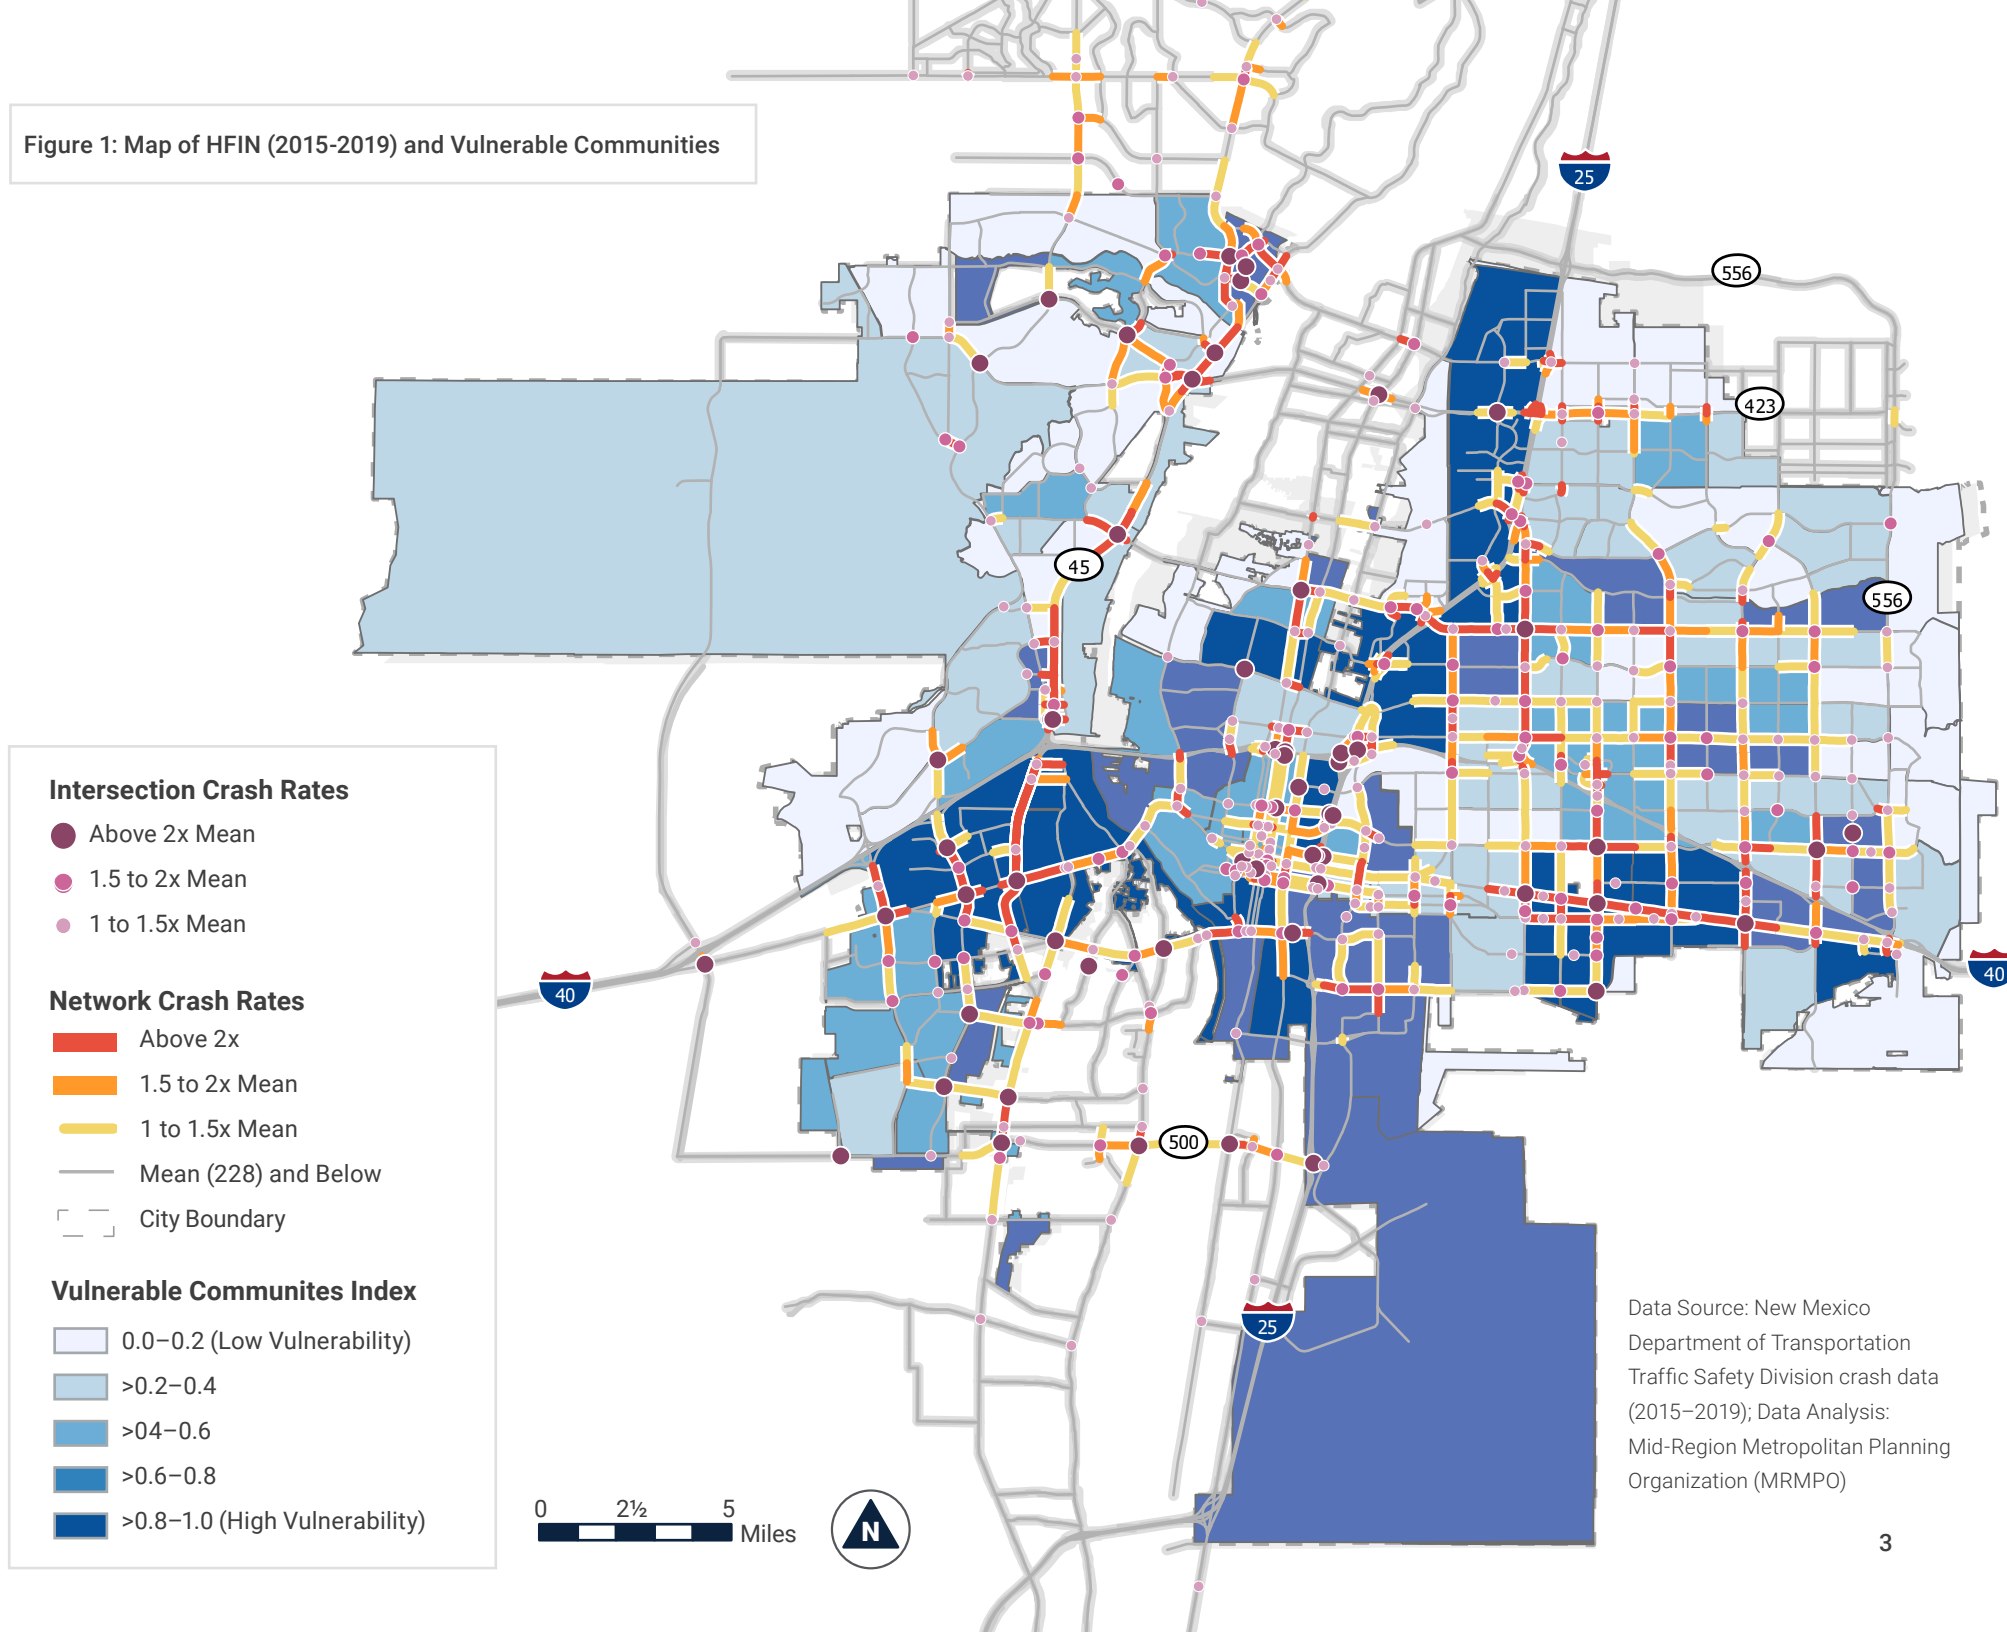 Figure 1: Map of HFIN (2015-2019) and Vulnerable Communities
25
556
423
45
556
40
40
500
25
Intersection Crash Rates
Above 2x Mean
1.5 to 2x Mean
1 to 1.5x Mean
Network Crash Rates
Above 2x
1.5 to 2x Mean
1 to 1.5x Mean
Mean (228) and Below
City Boundary
Vulnerable Communites Index
0.0–0.2 (Low Vulnerability)
>0.2–0.4
>04–0.6
>0.6–0.8
>0.8–1.0 (High Vulnerability)
0 2½ 5
Miles
N
Data Source: New Mexico
Department of Transportation
Traffic Safety Division crash data
(2015–2019); Data Analysis:
Mid-Region Metropolitan Planning
Organization (MRMPO)
3